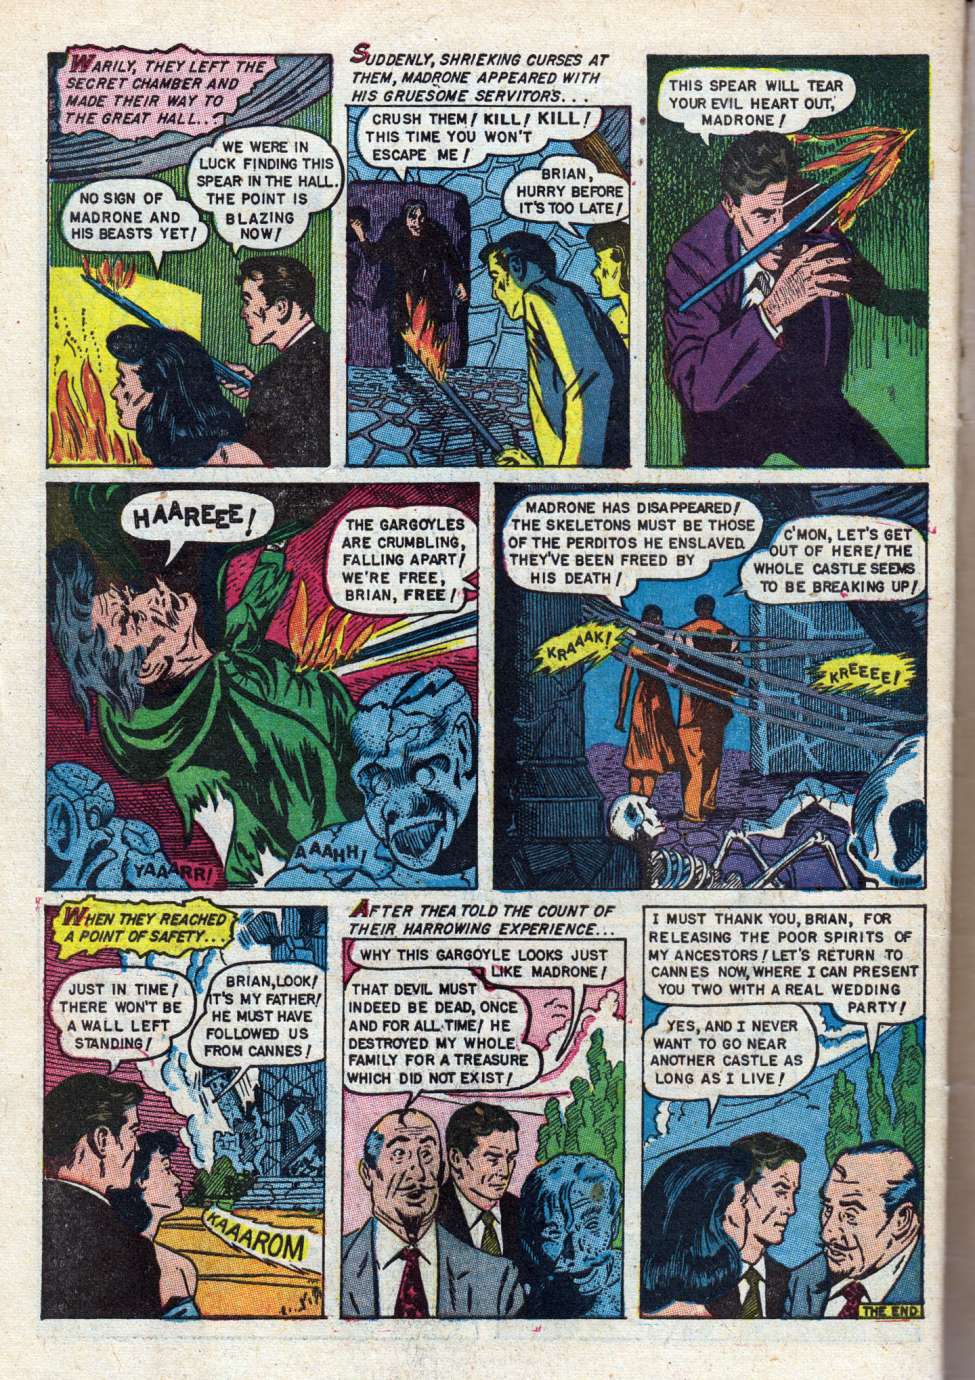 WARILY, THEY LEFT THE
SECRET CHAMBER AND
MADE THEIR WAY TO
THE GREAT HALL...
NO SIGN OF
MADRONE AND
HIS BEASTS YET!
WE WERE IN
LUCK FINDING THIS
SPEAR IN THE HALL.
THE POINT IS
BLAZING
NOW!
SUDDENLY, SHRIEKING CURSES AT
THEM, MADRONE APPEARED WITH
HIS GRUESOME SERVITORS...
CRUSH THEM! KILL! KILL!
THIS TIME YOU WON'T
ESCAPE ME!
BRIAN,
HURRY BEFORE
IT'S TOO LATE!
THIS SPEAR WILL TEAR
YOUR EVIL HEART OUT,
MADRONE!
HAAREEE!
THE GARGOYLES
ARE CRUMBLING,
FALLING APART!
WE'RE FREE,
BRIAN, FREE!
YAAARR!
AAAHH!
MADRONE HAS DISAPPEARED!
THE SKELETONS MUST BE THOSE
OF THE PERDITOS HE ENSLAVED.
THEY'VE BEEN FREED BY
HIS DEATH!
C'MON, LET'S GET
OUT OF HERE! THE
WHOLE CASTLE SEEMS
TO BE BREAKING UP!
KRAAAK!
KREEEE!
WHEN THEY REACHED
A POINT OF SAFETY...
JUST IN TIME!
THERE WON'T BE
A WALL LEFT
STANDING!
BRIAN, LOOK!
IT'S MY FATHER!
HE MUST HAVE
FOLLOWED US
FROM CANNES!
KAAAROM
AFTER THEA TOLD THE COUNT OF
THEIR HARROWING EXPERIENCE...
WHY THIS GARGOYLE LOOKS JUST
LIKE MADRONE!
THAT DEVIL MUST
INDEED BE DEAD, ONCE
AND FOR ALL TIME! HE
DESTROYED MY WHOLE
FAMILY FOR A TREASURE
WHICH DID NOT EXIST!
I MUST THANK YOU, BRIAN, FOR
RELEASING THE POOR SPIRITS OF
MY ANCESTORS! LET'S RETURN TO
CANNES NOW, WHERE I CAN PRESENT
YOU TWO WITH A REAL WEDDING
PARTY!
YES, AND I NEVER
WANT TO GO NEAR
ANOTHER CASTLE AS
LONG AS I LIVE!
THE END